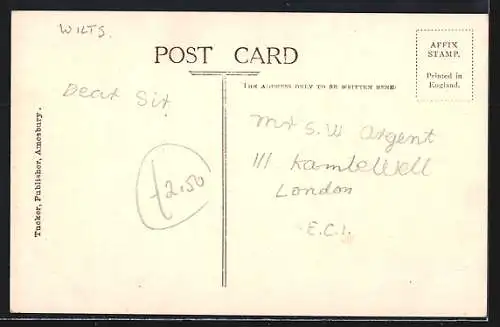 WILTS.
POST CARD
AFFIX
STAMP.
Printed in
England.
THE ADDRESS ONLY TO BE WRITTEN HERE
Dear Sir
Mr S. W Argent
111 KambleWell
London
E.C.1.
£2.50
Tucker, Publisher, Amesbury.